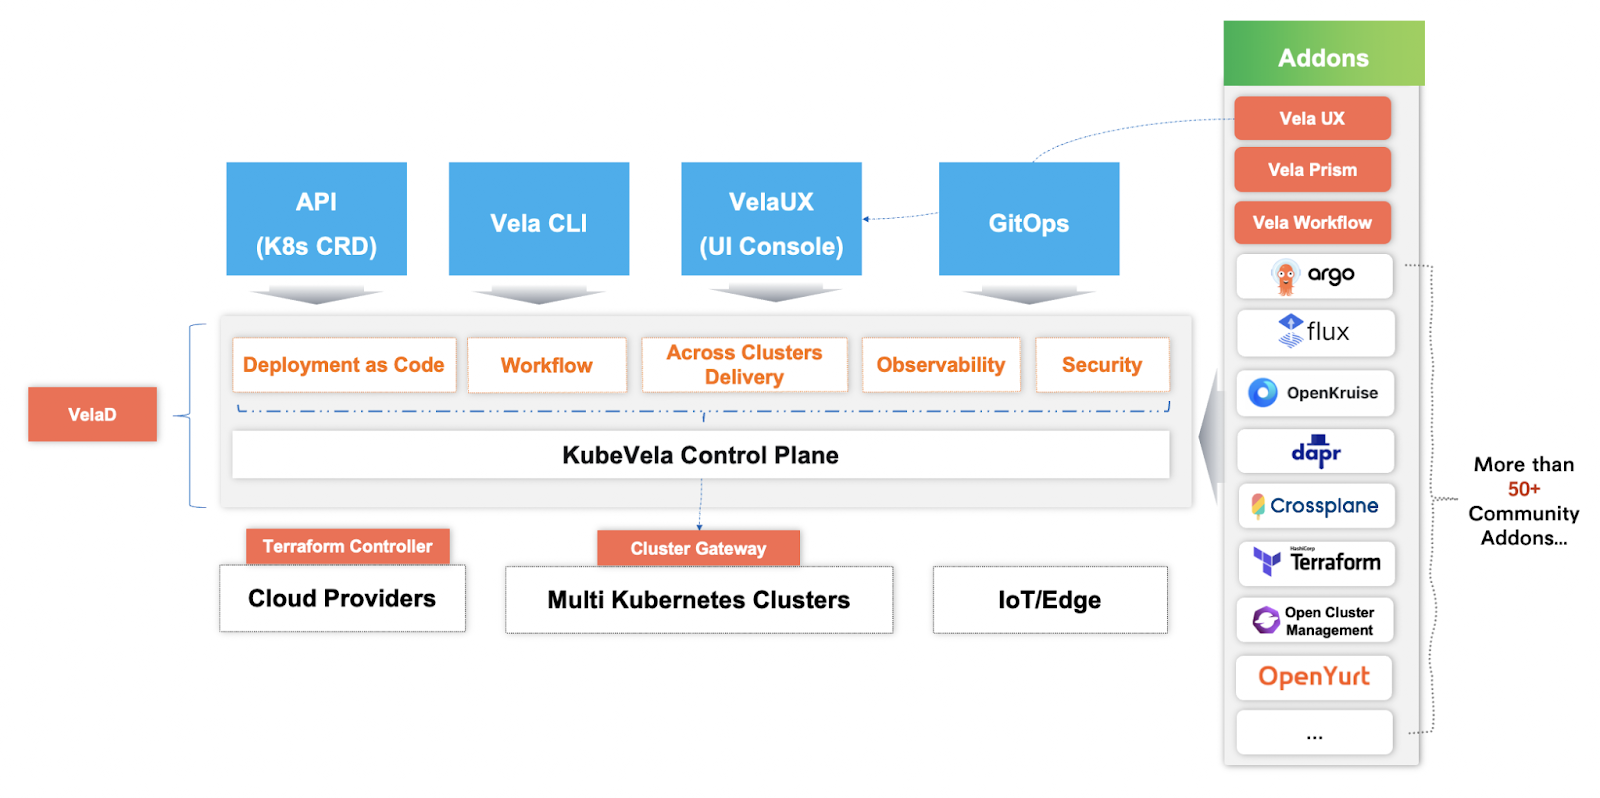 Addons
Vela UX
Vela Prism
Vela Workflow
argo
flux
OpenKruise
dapr
Crossplane
HashiCorp
Terraform
Open Cluster
Management
OpenYurt
...
More than
50+
Community
Addons...
API
(K8s CRD)
Vela CLI
VelaUX
(UI Console)
GitOps
VelaD
Deployment as Code
Workflow
Across Clusters
Delivery
Observability
Security
KubeVela Control Plane
Terraform Controller
Cloud Providers
Cluster Gateway
Multi Kubernetes Clusters
IoT/Edge